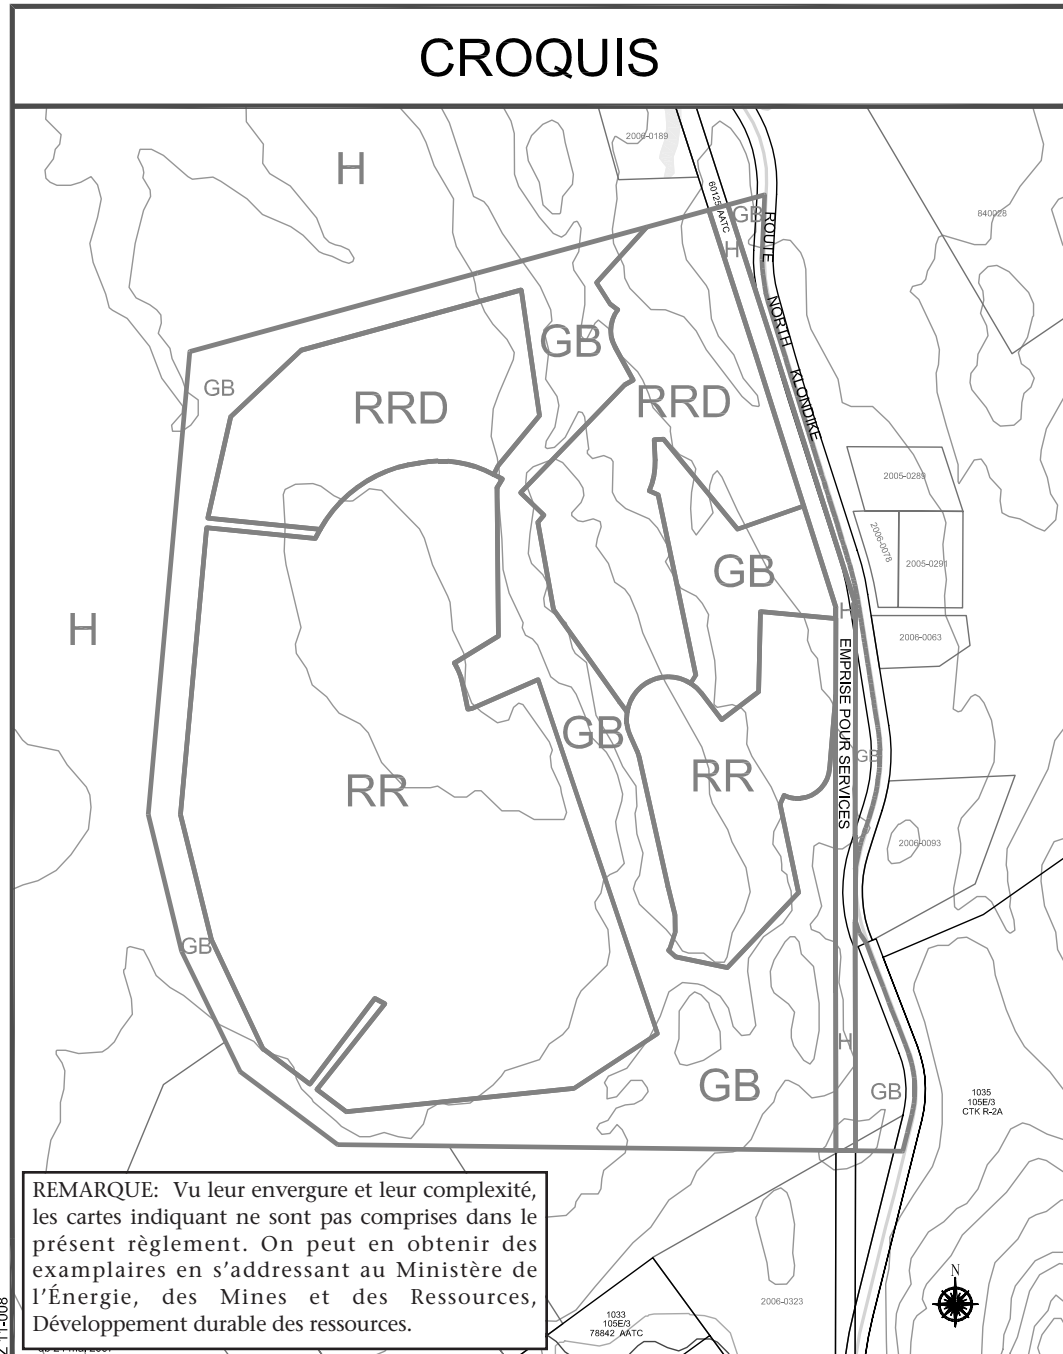 CROQUIS
H
2006-0189
60125 AATC
GB
ROUTE NORTH KLONDIKE
840028
H
GB
GB
RRD
RRD
2005-0289
2006-0078
2005-0291
GB
H
H
2006-0063
EMPRISE POUR SERVICES
GB
GB
RR
RR
2006-0093
GB
H
GB
GB
1035
105E/3
CTK R-2A
REMARQUE: Vu leur envergure et leur complexité,
les cartes indiquant ne sont pas comprises dans le
présent règlement. On peut en obtenir des
examplaires en s'addressant au Ministère de
l'Énergie, des Mines et des Ressources,
Développement durable des ressources.
N
2006-0323
1033
105E/3
78842 AATC